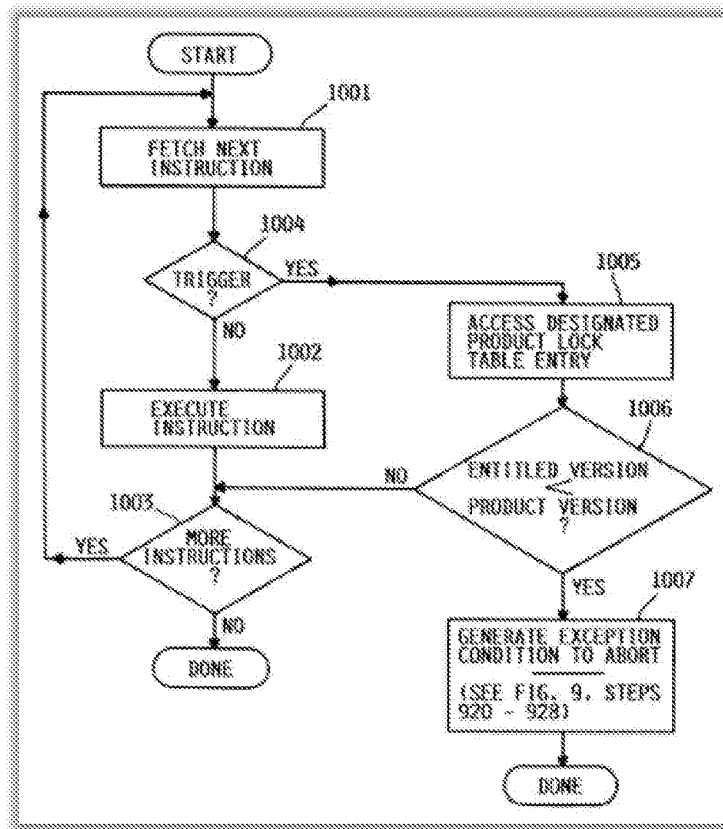 START
1001
FETCH NEXT
INSTRUCTION
1004
TRIGGER
?
YES
NO
1005
ACCESS DESIGNATED
PRODUCT LOCK
TABLE ENTRY
1002
EXECUTE
INSTRUCTION
1006
ENTITLED VERSION
<
PRODUCT VERSION
?
NO
YES
1003
MORE
INSTRUCTIONS
?
YES
NO
DONE
1007
GENERATE EXCEPTION
CONDITION TO ABORT
(SEE FIG. 9. STEPS
920 - 928)
DONE